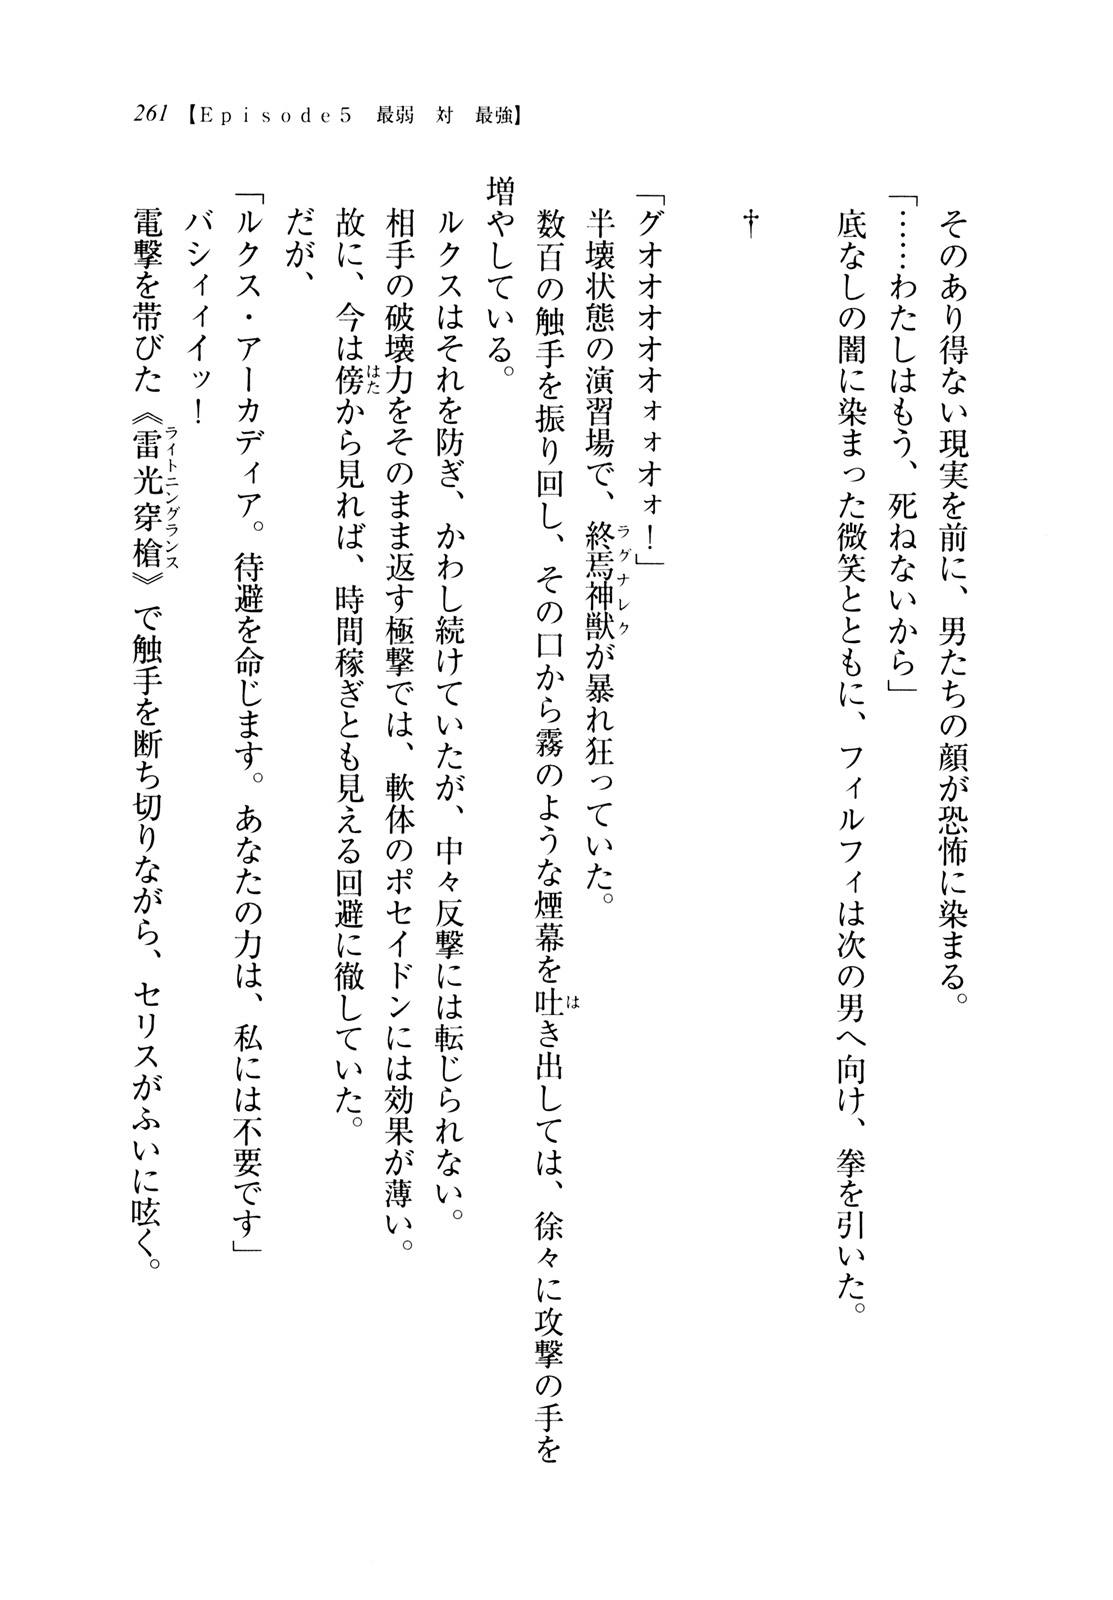 261 【Episode5　最弱　対　最強】
そのあり得ない現実を前に、男たちの顔が恐怖に染まる。
「……わたしはもう、死ねないから」
底なしの闇に染まった微笑とともに、フィルフィは次の男へ向け、拳を引いた。
†
「グオオオオオオォォオォ！」
半壊状態の演習場で、終焉神獣ラグナレクが暴れ狂っていた。
数百の触手を振り回し、その口から霧のような煙幕を吐はき出しては、徐々に攻撃の手を
増やしている。
ルクスはそれを防ぎ、かわし続けていたが、中々反撃には転じられない。
相手の破壊力をそのまま返す極撃では、軟体のポセイドンには効果が薄い。
故に、今は傍はたから見れば、時間稼ぎとも見える回避に徹していた。
だが、
「ルクス・アーカディア。待避を命じます。あなたの力は、私には不要です」
バシィィイッ！
電撃を帯びた《雷光穿槍ライトニングランス》で触手を断ち切りながら、セリスがふいに呟く。